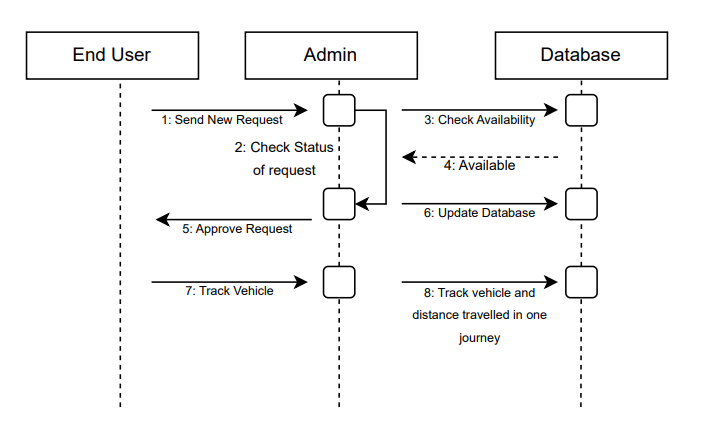 End User
Admin
Database
1: Send New Request
3: Check Availability
2: Check Status
of request
4: Available
5: Approve Request
6: Update Database
7: Track Vehicle
8: Track vehicle and
distance travelled in one
journey